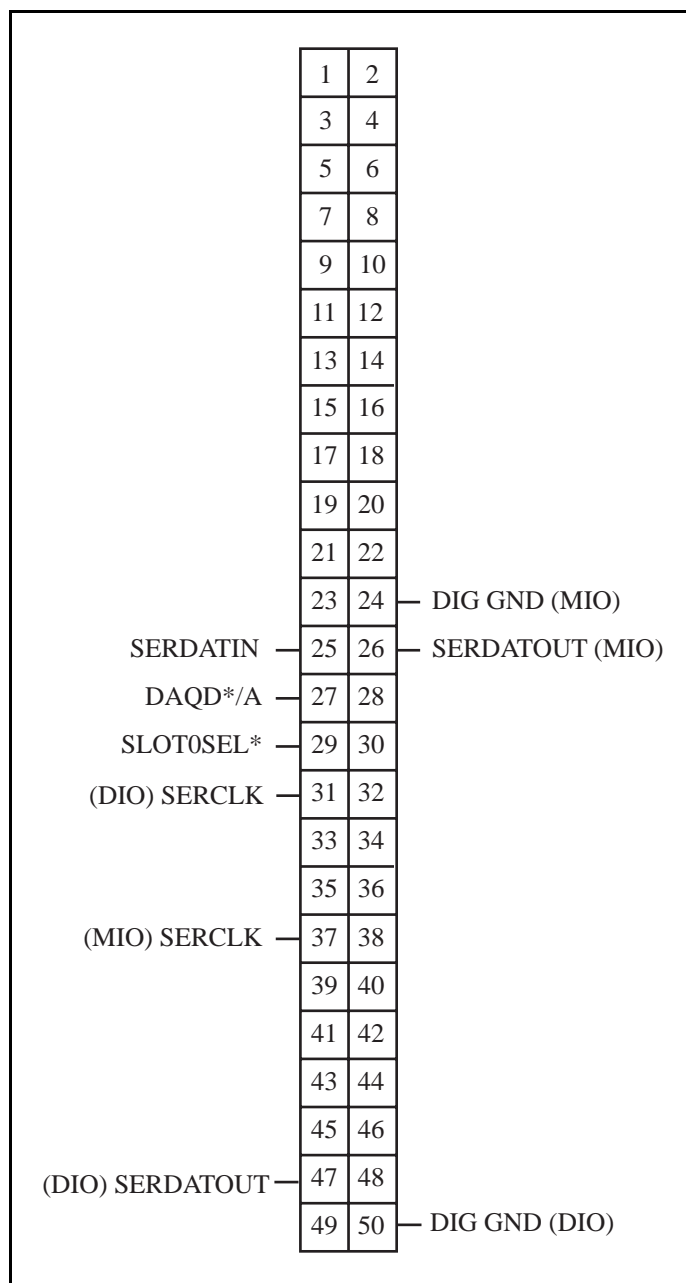 1 2
3 4
5 6
7 8
9 10
11 12
13 14
15 16
17 18
19 20
21 22
23 24 DIG GND (MIO)
SERDATIN 25 26 SERDATOUT (MIO)
DAQD*/A 27 28
SLOT0SEL* 29 30
(DIO) SERCLK 31 32
33 34
35 36
(MIO) SERCLK 37 38
39 40
41 42
43 44
45 46
(DIO) SERDATOUT 47 48
49 50 DIG GND (DIO)